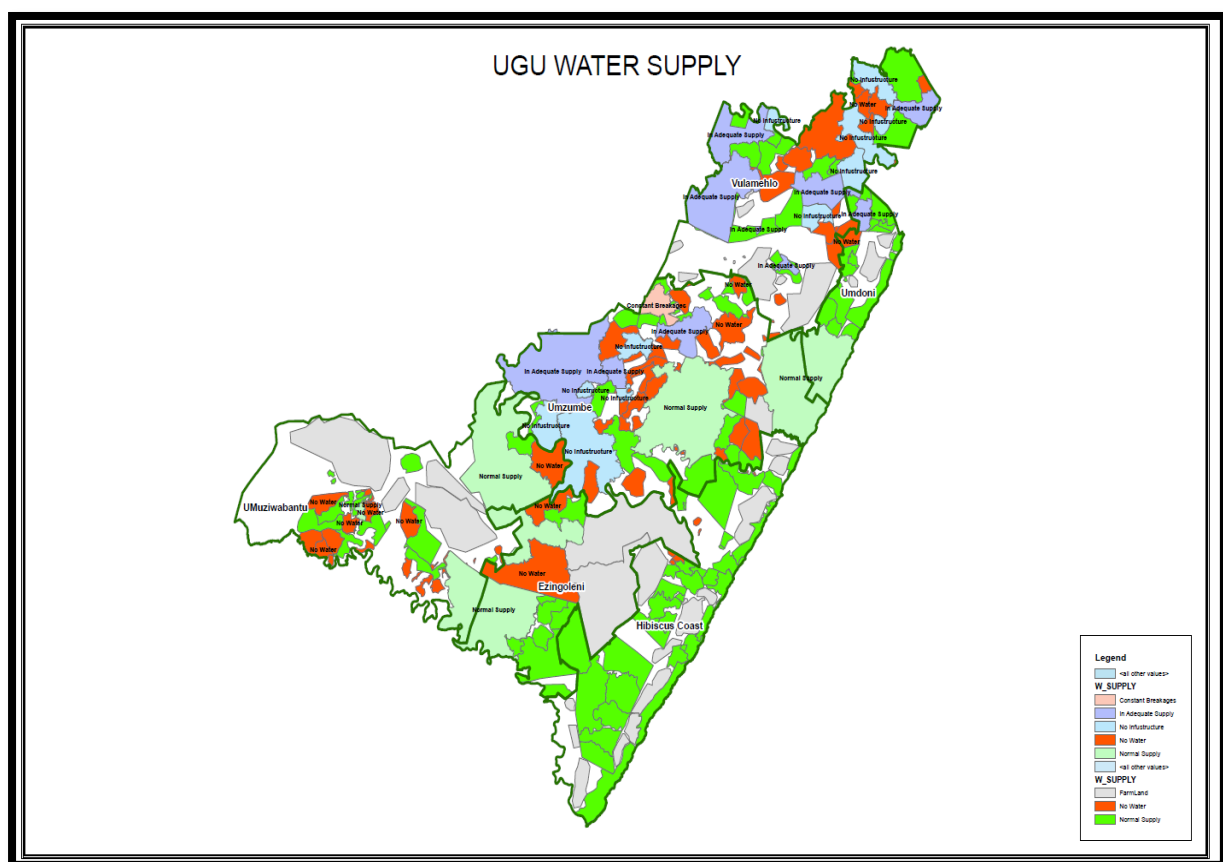 UGU WATER SUPPLY
No Infustructure
No Water
In Adequate Supply
No Infustructure
No Infustructure
No Infustructure
In Adequate Supply
No Infustructure
Vulamehlo
In Adequate Supply
In Adequate Supply
No Infustructure
In Adequate Supply
In Adequate Supply
No Water
In Adequate Supply
Umdoni
No Water
Constant Breakages
No Water
In Adequate Supply
No Infustructure
In Adequate Supply
In Adequate Supply
Normal Supply
No Infustructure
No Infustructure
Umzumbe
Normal Supply
No Infustructure
No Infustructure
No Water
Normal Supply
No Water
UMuziwabantu
No Water
Normal Supply
No Water
No Water
No Water
No Water
No Water
Ezingoleni
Normal Supply
Hibiscus Coast
Legend
<all other values>
W_SUPPLY
Constant Breakages
In Adequate Supply
No Infustructure
No Water
Normal Supply
<all other values>
W_SUPPLY
FarmLand
No Water
Normal Supply